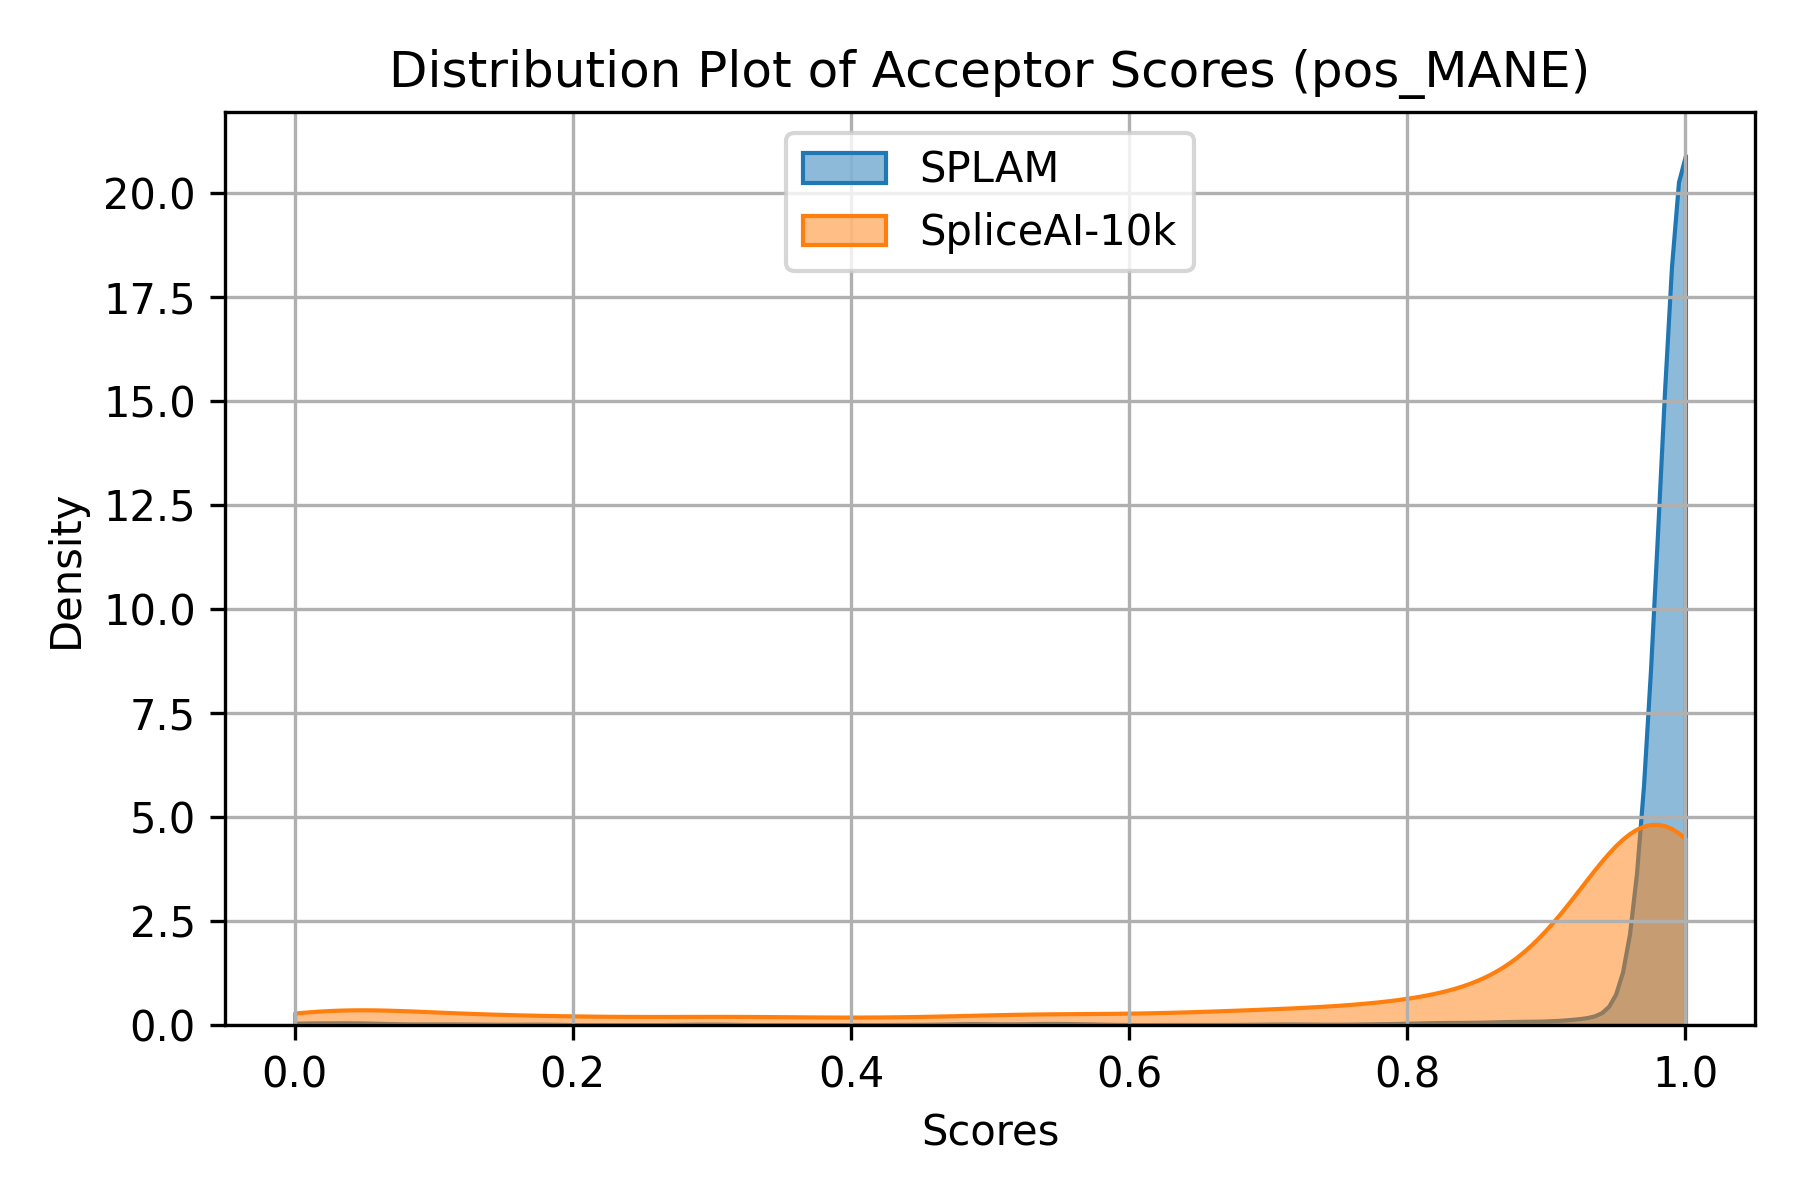 Distribution Plot of Acceptor Scores (pos_MANE)
SPLAM
SpliceAI-10k
Density
20.0
17.5
15.0
12.5
10.0
7.5
5.0
2.5
0.0
0.0 0.2 0.4 0.6 0.8 1.0
Scores